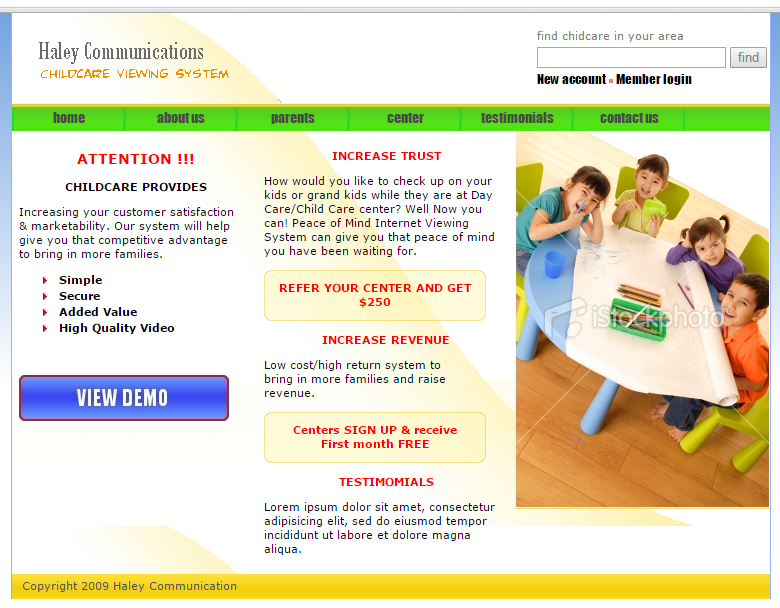 Haley Communications
CHILDCARE VIEWING SYSTEM
find chidcare in your area
find
New account Member login
home about us parents center testimonials contact us
ATTENTION !!!
CHILDCARE PROVIDES
Increasing your customer satisfaction
& marketability. Our system will help
give you that competitive advantage
to bring in more families.
Simple
Secure
Added Value
High Quality Video
VIEW DEMO
INCREASE TRUST
How would you like to check up on your
kids or grand kids while they are at Day
Care/Child Care center? Well Now you
can! Peace of Mind Internet Viewing
System can give you that peace of mind
you have been waiting for.
REFER YOUR CENTER AND GET
$250
INCREASE REVENUE
Low cost/high return system to
bring in more families and raise
revenue.
Centers SIGN UP & receive
First month FREE
TESTIMOMIALS
Lorem ipsum dolor sit amet, consectetur
adipisicing elit, sed do eiusmod tempor
incididunt ut labore et dolore magna
aliqua.
iStockphoto
Copyright 2009 Haley Communication